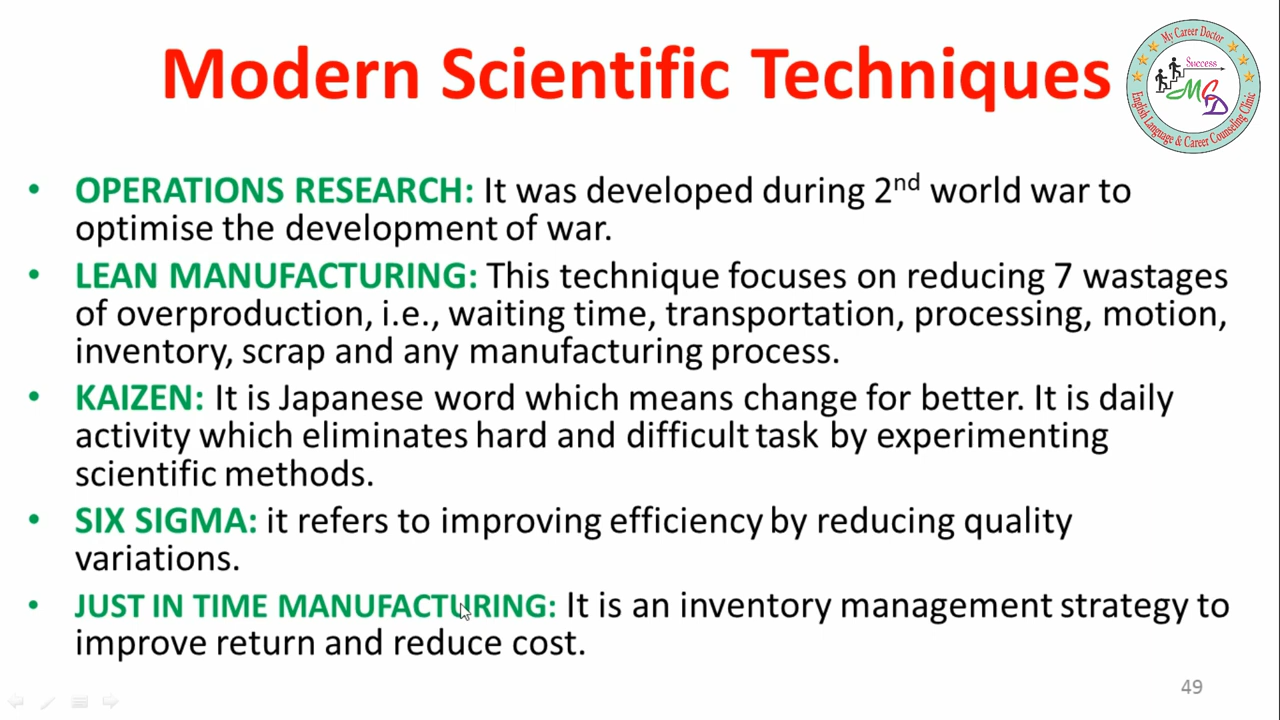 Modern Scientific Techniques
My Career Doctor
Success
MCD
English Language & Career Counseling Clinic
• OPERATIONS RESEARCH: It was developed during 2nd world war to
optimise the development of war.
• LEAN MANUFACTURING: This technique focuses on reducing 7 wastages
of overproduction, i.e., waiting time, transportation, processing, motion,
inventory, scrap and any manufacturing process.
• KAIZEN: It is Japanese word which means change for better. It is daily
activity which eliminates hard and difficult task by experimenting
scientific methods.
• SIX SIGMA: it refers to improving efficiency by reducing quality
variations.
• JUST IN TIME MANUFACTURING: It is an inventory management strategy to
improve return and reduce cost.
49